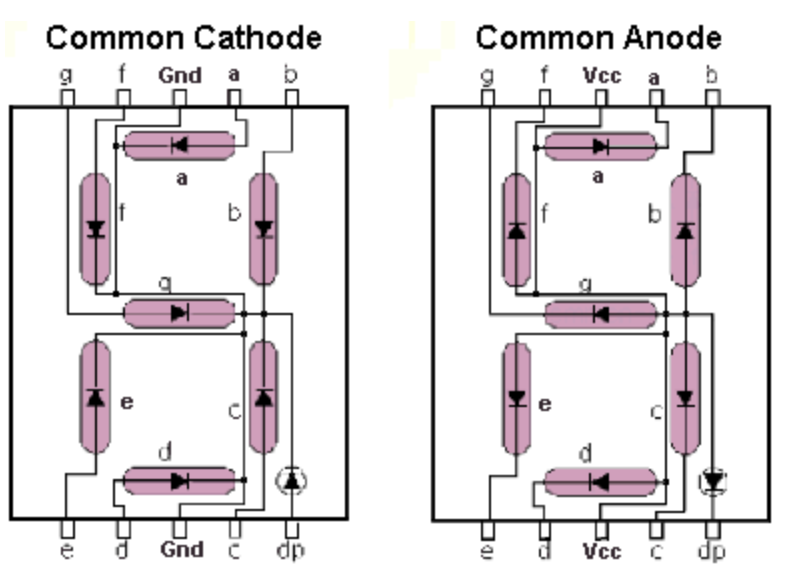 Common Cathode Common Anode
g f Gnd a b g f Vcc a b
a a
f b f b
q g
e c e c
d d
e d Gnd c dp e d Vcc c dp